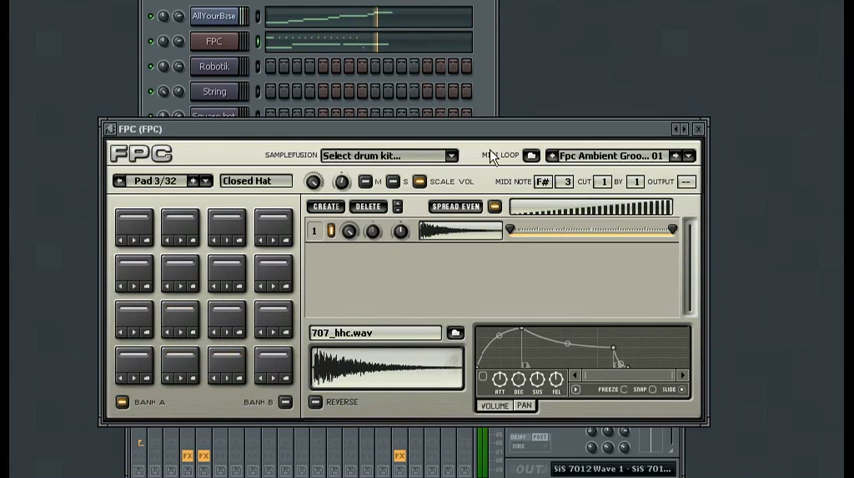 AllYourBase
FPC
Robotik
String
FPC (FPC)
FPC
SAMPLEFUSION Select drum kit... LOOP Fpc Ambient Groo... 01
Pad 3/32 Closed Hat M S SCALE VOL MIDI NOTE F# 3 CUT 1 BY 1 OUTPUT --
CREATE DELETE SPREAD EVEN
1
707_hhc.wav
ATT SUS REL FREEZE SNAP SLIDE
BANK A BANK B REVERSE VOLUME PAN
FX FX FX
OUT SiS 7012 Wave 1 - SiS 701...